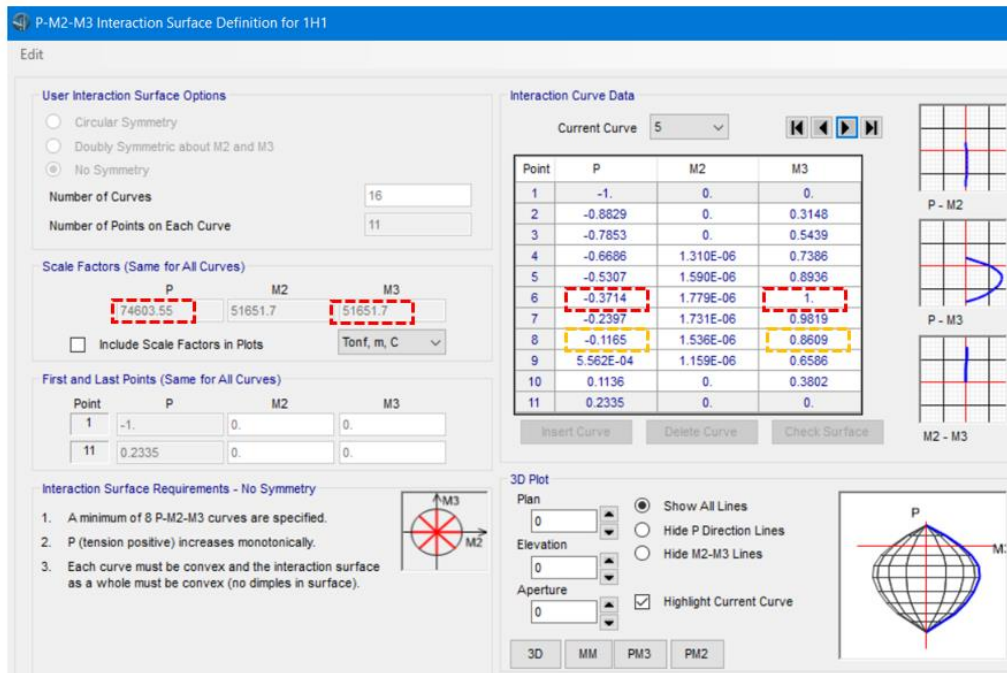 P-M2-M3 Interaction Surface Definition for 1H1
Edit
User Interaction Surface Options
Circular Symmetry
Doubly Symmetric about M2 and M3
No Symmetry
Number of Curves 16
Number of Points on Each Curve 11
Scale Factors (Same for All Curves)
P M2 M3
74603.55 51651.7 51651.7
Include Scale Factors in Plots Tonf, m, C
First and Last Points (Same for All Curves)
Point P M2 M3
1 -1. 0. 0.
11 0.2335 0. 0.
Interaction Surface Requirements - No Symmetry
1. A minimum of 8 P-M2-M3 curves are specified.
2. P (tension positive) increases monotonically.
3. Each curve must be convex and the interaction surface
as a whole must be convex (no dimples in surface).
M3
M2
Interaction Curve Data
Current Curve 5
Point P M2 M3
1 -1. 0. 0.
2 -0.8829 0. 0.3148
3 -0.7853 0. 0.5439
4 -0.6686 1.310E-06 0.7386
5 -0.5307 1.590E-06 0.8936
6 -0.3714 1.779E-06 1.
7 -0.2397 1.731E-06 0.9819
8 -0.1165 1.536E-06 0.8609
9 5.562E-04 1.159E-06 0.6586
10 0.1136 0. 0.3802
11 0.2335 0. 0.
Insert Curve Delete Curve Check Surface
P - M2
P - M3
M2 - M3
3D Plot
Plan
0
Elevation
0
Aperture
0
Show All Lines
Hide P Direction Lines
Hide M2-M3 Lines
Highlight Current Curve
3D MM PM3 PM2
P